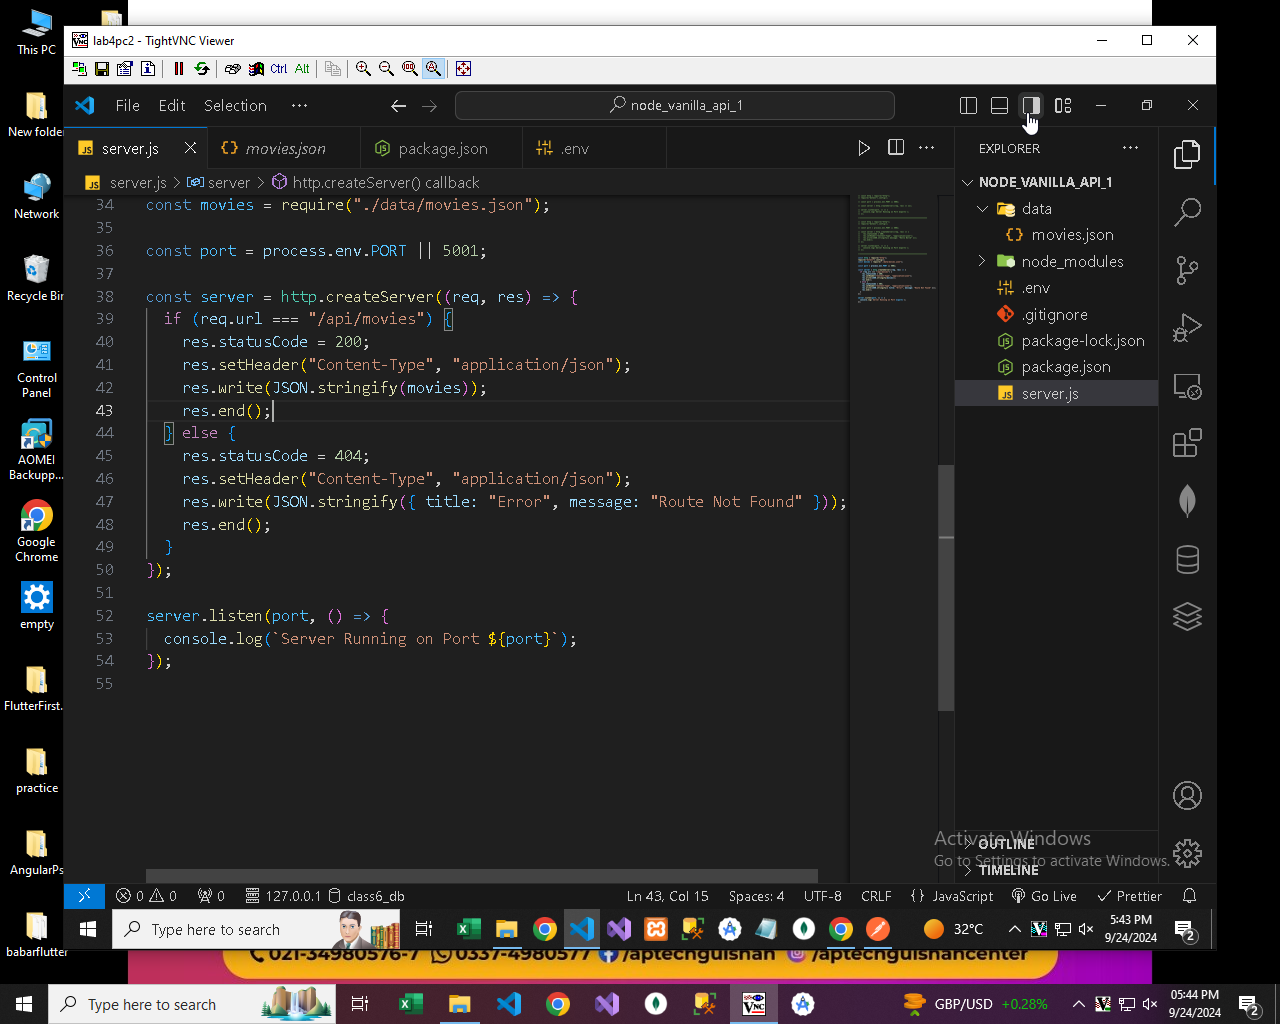 This PC
New folder
Network
Recycle Bin
Control
Panel
AOMEI
Backupp...
Google
Chrome
empty
FlutterFirst.
practice
AngularPs
babarflutter
lab4pc2 - TightVNC Viewer
Ctrl Alt
File Edit Selection ···
node_vanilla_api_1
server.js
movies.json
package.json
.env
server.js > server > http.createServer() callback
34 const movies = require("./data/movies.json");
35
36 const port = process.env.PORT || 5001;
37
38 const server = http.createServer((req, res) => {
39 if (req.url === "/api/movies") {
40 res.statusCode = 200;
41 res.setHeader("Content-Type", "application/json");
42 res.write(JSON.stringify(movies));
43 res.end();
44 } else {
45 res.statusCode = 404;
46 res.setHeader("Content-Type", "application/json");
47 res.write(JSON.stringify({ title: "Error", message: "Route Not Found" }));
48 res.end();
49 }
50 });
51
52 server.listen(port, () => {
53 console.log(`Server Running on Port ${port}`);
54 });
55
EXPLORER
NODE_VANILLA_API_1
data
movies.json
node_modules
.env
.gitignore
package-lock.json
package.json
server.js
OUTLINE
TIMELINE
Activate Windows
Go to Settings to activate Windows.
0 0 0 127.0.0.1 class6_db
Ln 43, Col 15 Spaces: 4 UTF-8 CRLF {} JavaScript Go Live Prettier
Type here to search
32°C
5:43 PM
9/24/2024
2
021-34980576-7 0337-4980577 /aptechgulshan /aptechgulshancenter
Type here to search
GBP/USD +0.28%
05:44 PM
9/24/2024
2